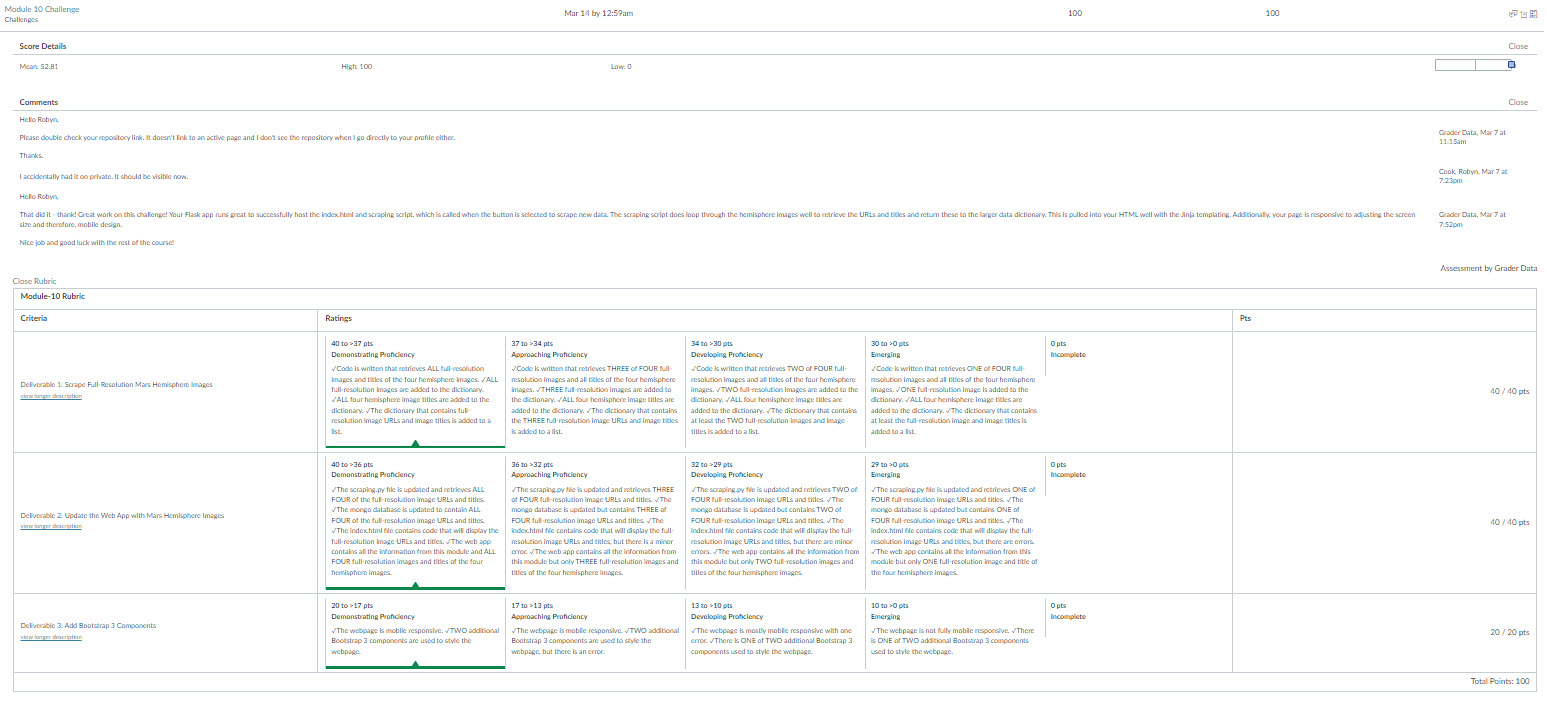 Module 10 Challenge
Challenges
Mar 14 by 12:59am
100
100
Score Details
Close
Mean: 52.81
High: 100
Low: 0
Comments
Close
Hello Robyn,
Please double check your repository link. It doesn't link to an active page and I don't see the repository when I go directly to your profile either.
Thanks.
Grader Data, Mar 7 at
11:15am
I accidentally had it on private. It should be visible now.
Cook, Robyn, Mar 7 at
7:23pm
Hello Robyn,
That did it - thank! Great work on this challenge! Your Flask app runs great to successfully host the index.html and scraping script, which is called when the button is selected to scrape new data. The scraping script does loop through the hemisphere images well to retrieve the URLs and titles and return these to the larger data dictionary. This is pulled into your HTML well with the Jinja templating. Additionally, your page is responsive to adjusting the screen
size and therefore, mobile design.
Nice job and good luck with the rest of the course!
Grader Data, Mar 7 at
7:52pm
Assessment by Grader Data
Close Rubric
Module-10 Rubric
Criteria
Ratings
Pts
Deliverable 1: Scrape Full-Resolution Mars Hemisphere Images
view longer description
40 to >37 pts
Demonstrating Proficiency
✓Code is written that retrieves ALL full-resolution
images and titles of the four hemisphere images. ✓ALL
full-resolution images are added to the dictionary.
✓ALL four hemisphere image titles are added to the
dictionary. ✓The dictionary that contains full-
resolution image URLs and image titles is added to a
list.
37 to >34 pts
Approaching Proficiency
✓Code is written that retrieves THREE of FOUR full-
resolution images and all titles of the four hemisphere
images. ✓THREE full-resolution images are added to
the dictionary. ✓ALL four hemisphere image titles are
added to the dictionary. ✓The dictionary that contains
the THREE full-resolution image URLs and image titles
is added to a list.
34 to >30 pts
Developing Proficiency
✓Code is written that retrieves TWO of FOUR full-
resolution images and all titles of the four hemisphere
images. ✓TWO full-resolution images are added to the
dictionary. ✓ALL four hemisphere image titles are
added to the dictionary. ✓The dictionary that contains
at least the TWO full-resolution image and image
titles is added to a list.
30 to >0 pts
Emerging
✓Code is written that retrieves ONE of FOUR full-
resolution images and all titles of the four hemisphere
images. ✓ONE full-resolution image is added to the
dictionary. ✓ALL four hemisphere image titles are
added to the dictionary. ✓The dictionary that contains
at least the full-resolution image and image titles is
added to a list.
0 pts
Incomplete
40 / 40 pts
Deliverable 2: Update the Web App with Mars Hemisphere Images
view longer description
40 to >36 pts
Demonstrating Proficiency
✓The scraping.py file is updated and retrieves ALL
FOUR of the full-resolution image URLs and titles.
✓The mongo database is updated to contain ALL
FOUR of the full-resolution image URLs and titles.
✓The index.html file contains code that will display the
full-resolution image URLs and titles. ✓The web app
contains all the information from this module and ALL
FOUR full-resolution images and titles of the four
hemisphere images.
36 to >32 pts
Approaching Proficiency
✓The scraping.py file is updated and retrieves THREE
of FOUR full-resolution image URLs and titles. ✓The
mongo database is updated but contains THREE of
FOUR full-resolution image URLs and titles. ✓The
index.html file contains code that will display the full-
resolution image URLs and titles, but there is a minor
error. ✓The web app contains all the information from
this module but only THREE full-resolution images and
titles of the four hemisphere images.
32 to >29 pts
Developing Proficiency
✓The scraping.py file is updated and retrieves TWO of
FOUR full-resolution image URLs and titles. ✓The
mongo database is updated but contains TWO of
FOUR full-resolution image URLs and titles. ✓The
index.html file contains code that will display the full-
resolution image URLs and titles, but there are minor
errors. ✓The web app contains all the information from
this module but only TWO full-resolution images and
titles of the four hemisphere images.
29 to >0 pts
Emerging
✓The scraping.py file is updated and retrieves ONE of
FOUR full-resolution image URLs and titles. ✓The
mongo database is updated but contains ONE of
FOUR full-resolution image URLs and titles. ✓The
index.html file contains code that will display the full-
resolution image URLs and titles, but there are errors.
✓The web app contains all the information from this
module but only ONE full-resolution image and title of
the four hemisphere images.
0 pts
Incomplete
40 / 40 pts
Deliverable 3: Add Bootstrap 3 Components
view longer description
20 to >17 pts
Demonstrating Proficiency
✓The webpage is mobile responsive. ✓TWO additional
Bootstrap 3 components are used to style the
webpage.
17 to >13 pts
Approaching Proficiency
✓The webpage is mobile responsive. ✓TWO additional
Bootstrap 3 components are used to style the
webpage, but there is an error.
13 to >10 pts
Developing Proficiency
✓The webpage is mostly mobile responsive with one
error. ✓There is ONE of TWO additional Bootstrap 3
components used to style the webpage.
10 to >0 pts
Emerging
✓The webpage is not fully mobile responsive. ✓There
is ONE of TWO additional Bootstrap 3 components
used to style the webpage.
0 pts
Incomplete
20 / 20 pts
Total Points: 100